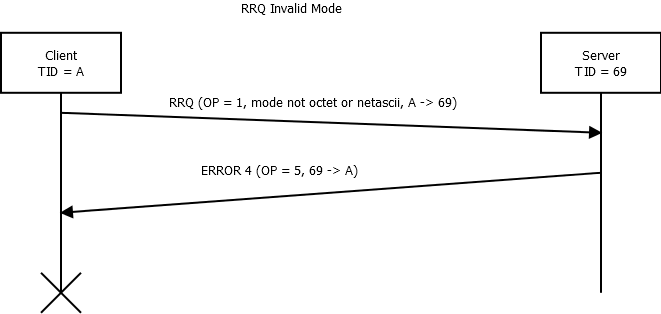 RRQ Invalid Mode
Client
TID = A
Server
TID = 69
RRQ (OP = 1, mode not octet or netascii, A -> 69)
ERROR 4 (OP = 5, 69 -> A)